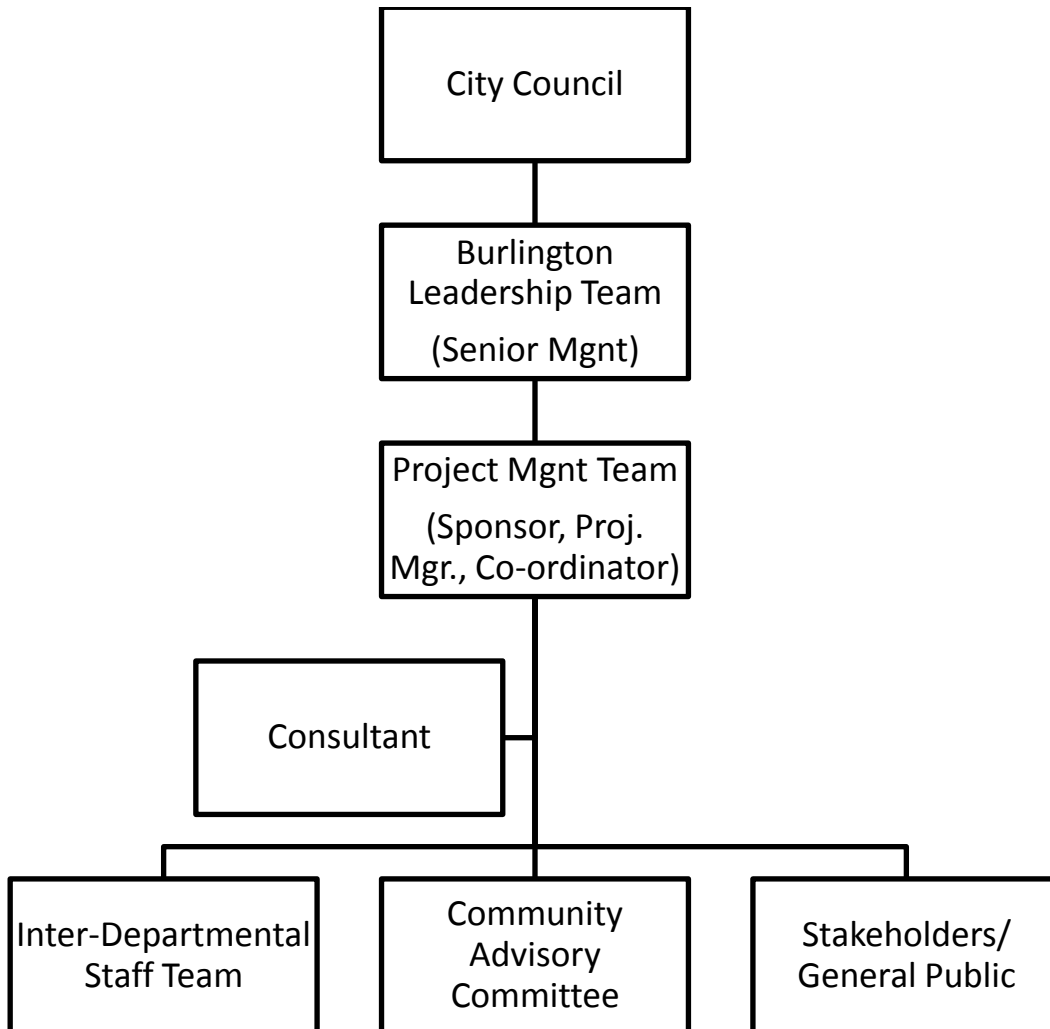 City Council
Burlington
Leadership Team
(Senior Mgnt)
Project Mgnt Team
(Sponsor, Proj.
Mgr., Co-ordinator)
Consultant
Inter-Departmental
Staff Team
Community
Advisory
Committee
Stakeholders/
General Public